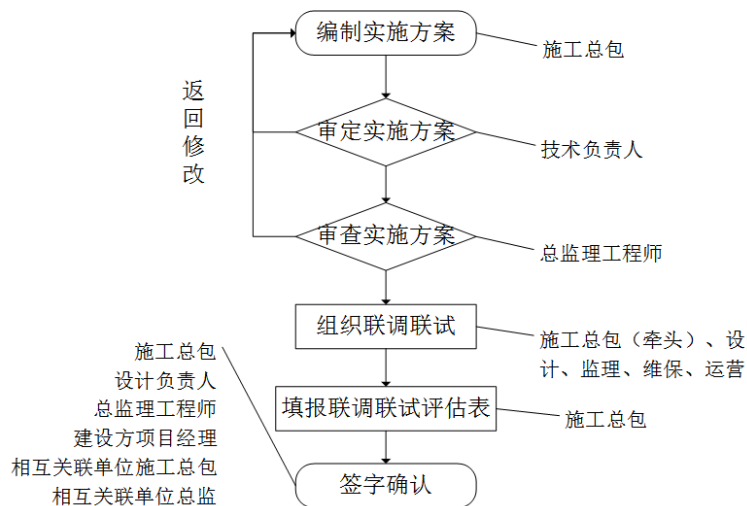 编制实施方案
施工总包
返回修改
审定实施方案
技术负责人
审查实施方案
总监理工程师
组织联调联试
施工总包（牵头）、设
计、监理、维保、运营
填报联调联试评估表
施工总包
施工总包
设计负责人
总监理工程师
建设方项目经理
相互关联单位施工总包
相互关联单位总监
签字确认